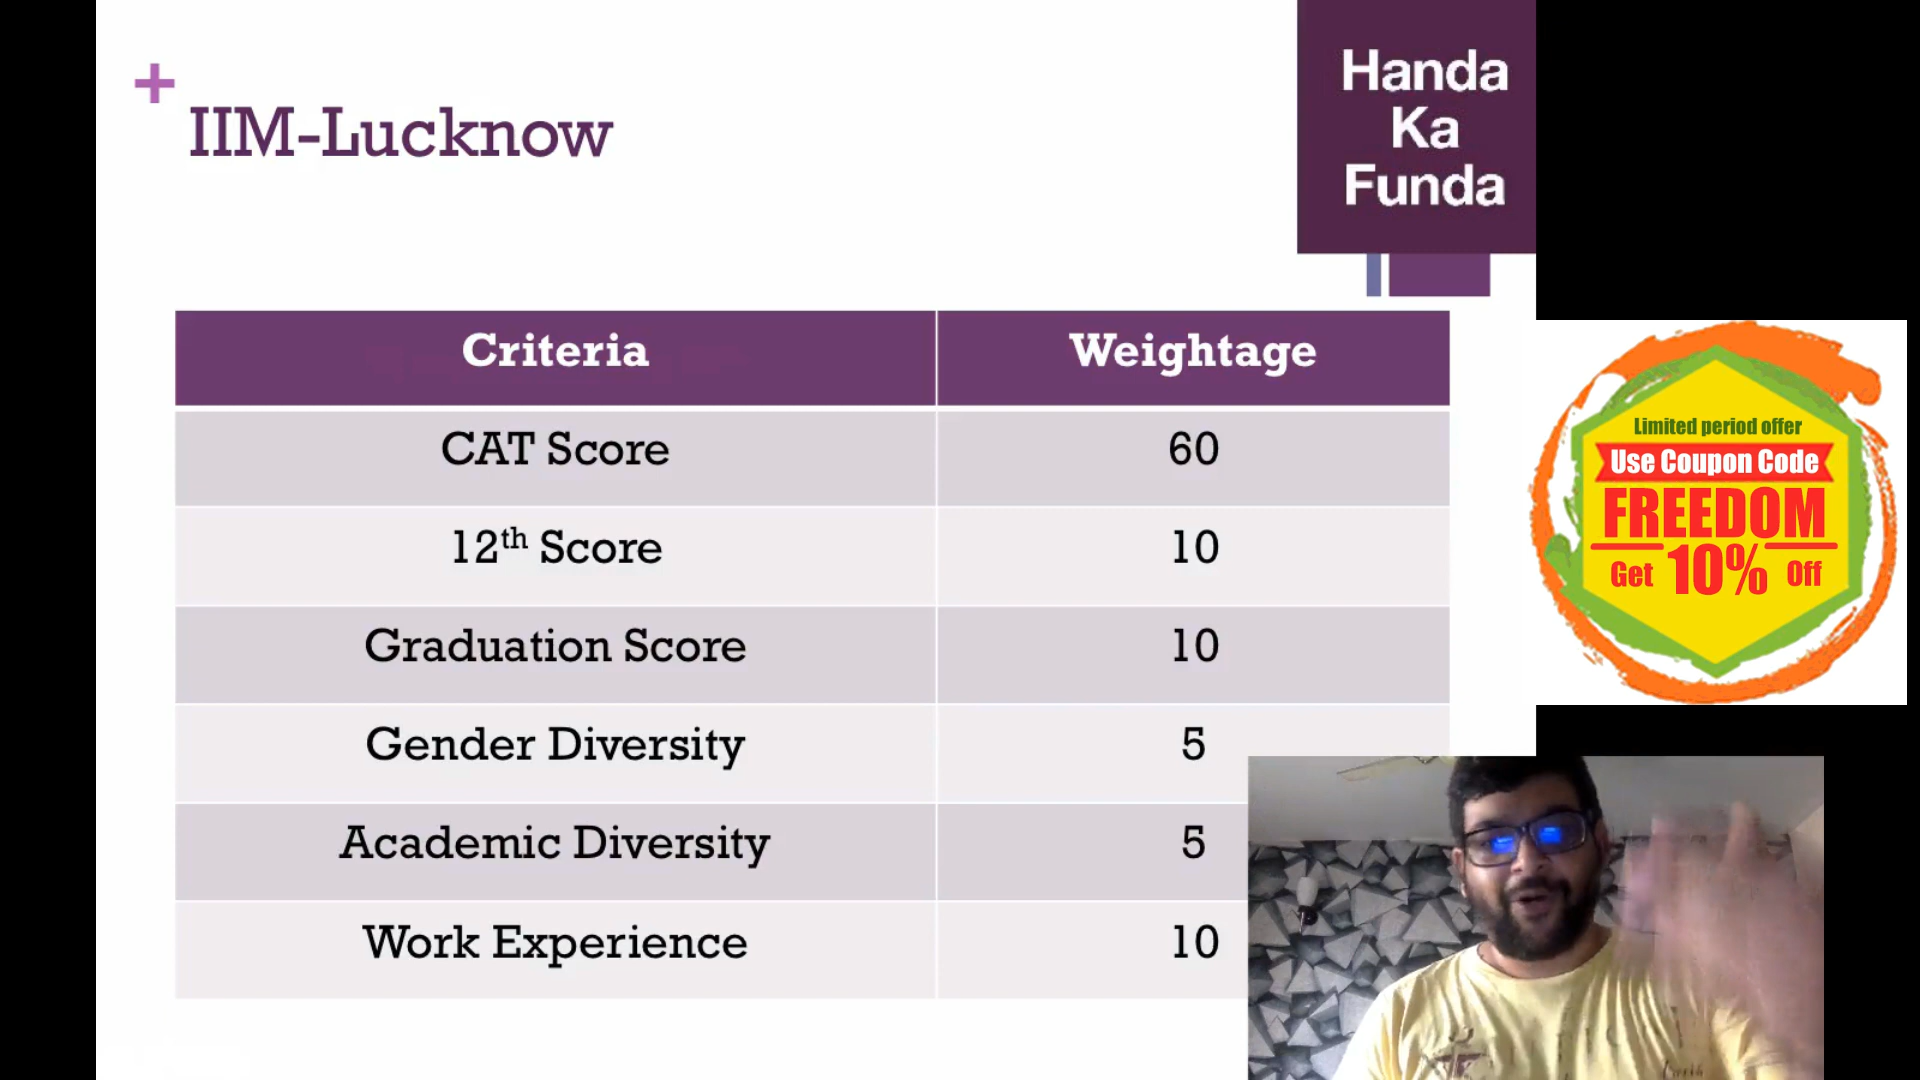 +
IIM-Lucknow
Handa
Ka
Funda
Criteria Weightage
CAT Score 60
12th Score 10
Graduation Score 10
Gender Diversity 5
Academic Diversity 5
Work Experience 10
Limited period offer
Use Coupon Code
FREEDOM
Get 10% Off